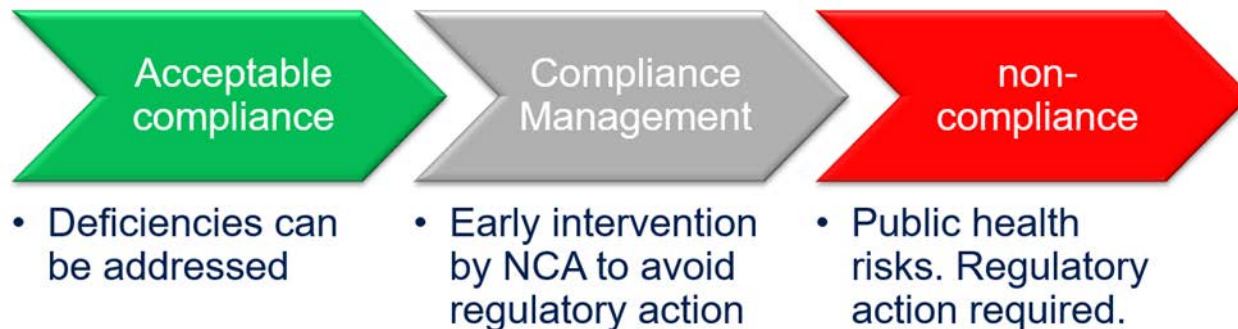 Acceptable
compliance
Compliance
Management
non-
compliance
• Deficiencies can
be addressed
• Early intervention
by NCA to avoid
regulatory action
• Public health
risks. Regulatory
action required.